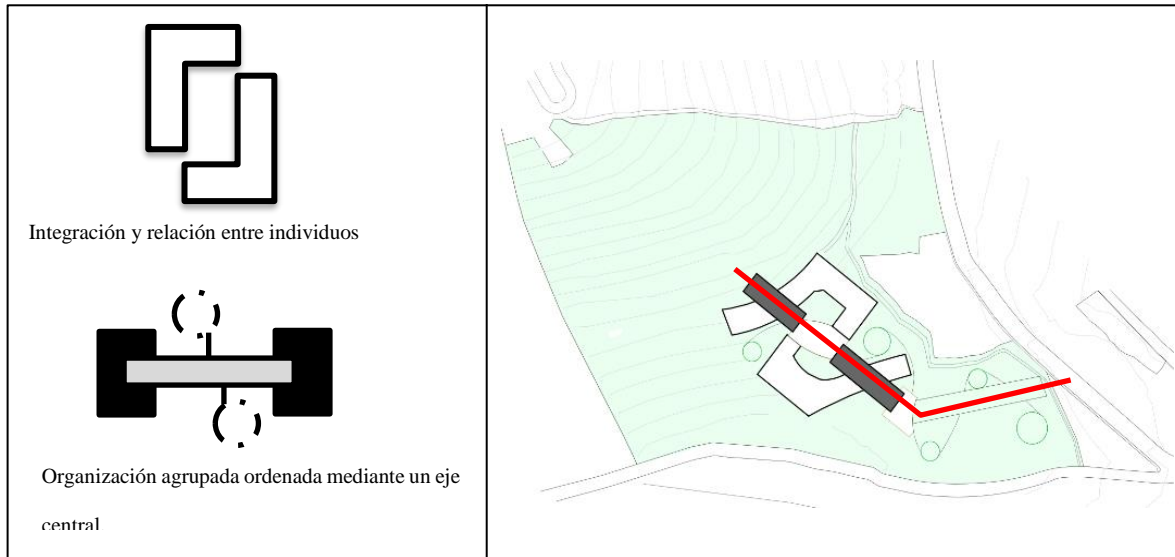 Integración y relación entre individuos
Organización agrupada ordenada mediante un eje
central